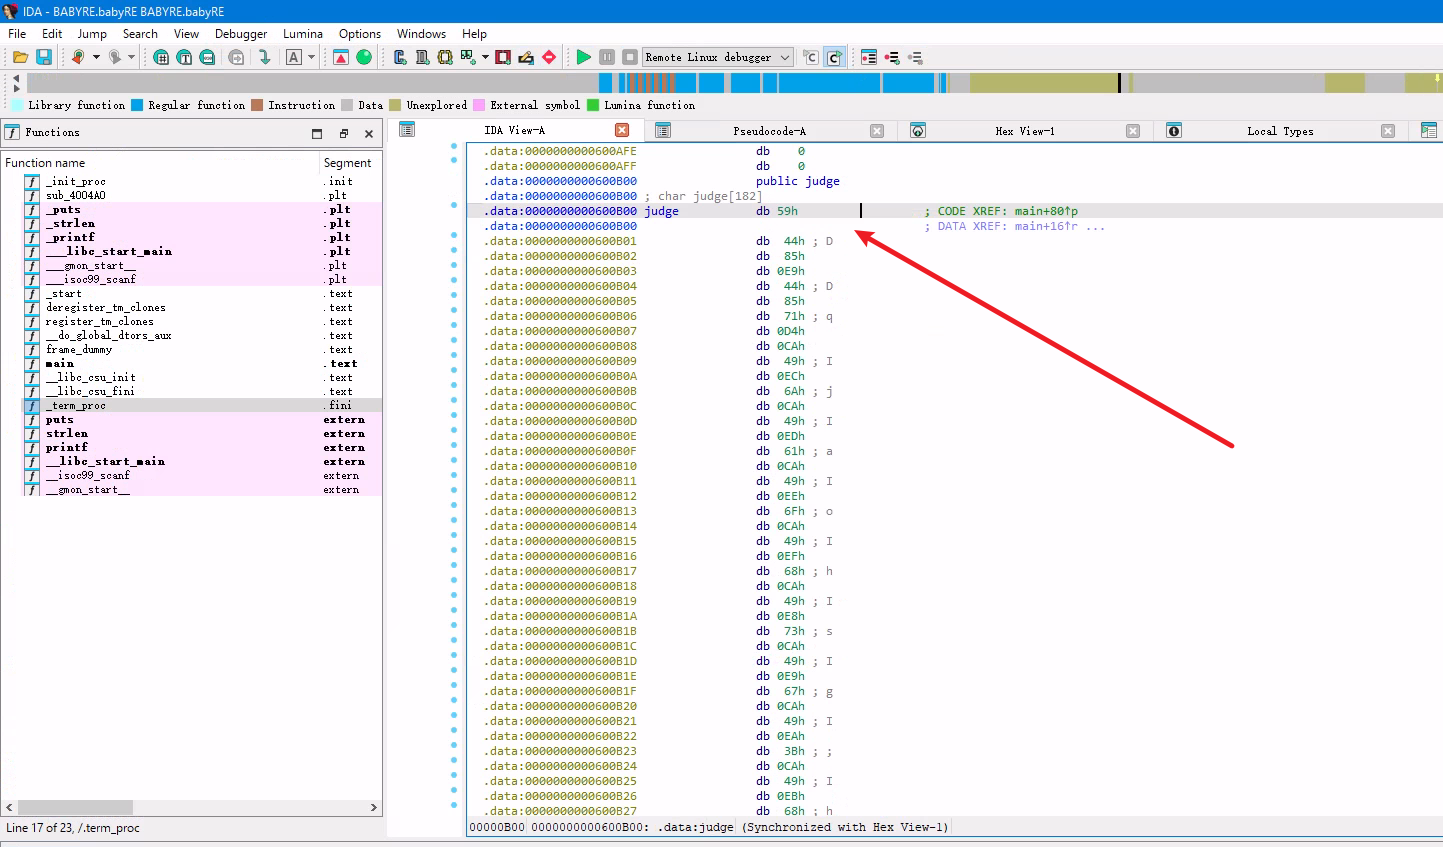 IDA - BABYRE.babyRE BABYRE.babyRE
File Edit Jump Search View Debugger Lumina Options Windows Help
A Remote Linux debugger
Library function Regular function Instruction Data Unexplored External symbol Lumina function
Functions
Function name Segment
_init_proc .init
sub_4004A0 .plt
_puts .plt
_strlen .plt
_printf .plt
___libc_start_main .plt
___gmon_start__ .plt
___isoc99_scanf .plt
_start .text
deregister_tm_clones .text
register_tm_clones .text
__do_global_dtors_aux .text
frame_dummy .text
main .text
__libc_csu_init .text
__libc_csu_fini .text
_term_proc .fini
puts extern
strlen extern
printf extern
__libc_start_main extern
__isoc99_scanf extern
__gmon_start__ extern
Line 17 of 23, /.term_proc
IDA View-A Pseudocode-A Hex View-1 Local Types
.data:0000000000600AFE db 0
.data:0000000000600AFF db 0
.data:0000000000600B00 public judge
.data:0000000000600B00 ; char judge[182]
.data:0000000000600B00 judge db 59h ; CODE XREF: main+80↑p
.data:0000000000600B00 ; DATA XREF: main+16↑r ...
.data:0000000000600B01 db 44h ; D
.data:0000000000600B02 db 85h
.data:0000000000600B03 db 0E9h
.data:0000000000600B04 db 44h ; D
.data:0000000000600B05 db 85h
.data:0000000000600B06 db 71h ; q
.data:0000000000600B07 db 0D4h
.data:0000000000600B08 db 0CAh
.data:0000000000600B09 db 49h ; I
.data:0000000000600B0A db 0ECh
.data:0000000000600B0B db 6Ah ; j
.data:0000000000600B0C db 0CAh
.data:0000000000600B0D db 49h ; I
.data:0000000000600B0E db 0EDh
.data:0000000000600B0F db 61h ; a
.data:0000000000600B10 db 0CAh
.data:0000000000600B11 db 49h ; I
.data:0000000000600B12 db 0EEh
.data:0000000000600B13 db 6Fh ; o
.data:0000000000600B14 db 0CAh
.data:0000000000600B15 db 49h ; I
.data:0000000000600B16 db 0EFh
.data:0000000000600B17 db 68h ; h
.data:0000000000600B18 db 0CAh
.data:0000000000600B19 db 49h ; I
.data:0000000000600B1A db 0E8h
.data:0000000000600B1B db 73h ; s
.data:0000000000600B1C db 0CAh
.data:0000000000600B1D db 49h ; I
.data:0000000000600B1E db 0E9h
.data:0000000000600B1F db 67h ; g
.data:0000000000600B20 db 0CAh
.data:0000000000600B21 db 49h ; I
.data:0000000000600B22 db 0EAh
.data:0000000000600B23 db 3Bh ; ;
.data:0000000000600B24 db 0CAh
.data:0000000000600B25 db 49h ; I
.data:0000000000600B26 db 0EBh
.data:0000000000600B27 db 68h ; h
00000B00 0000000000600B00: .data:judge (Synchronized with Hex View-1)